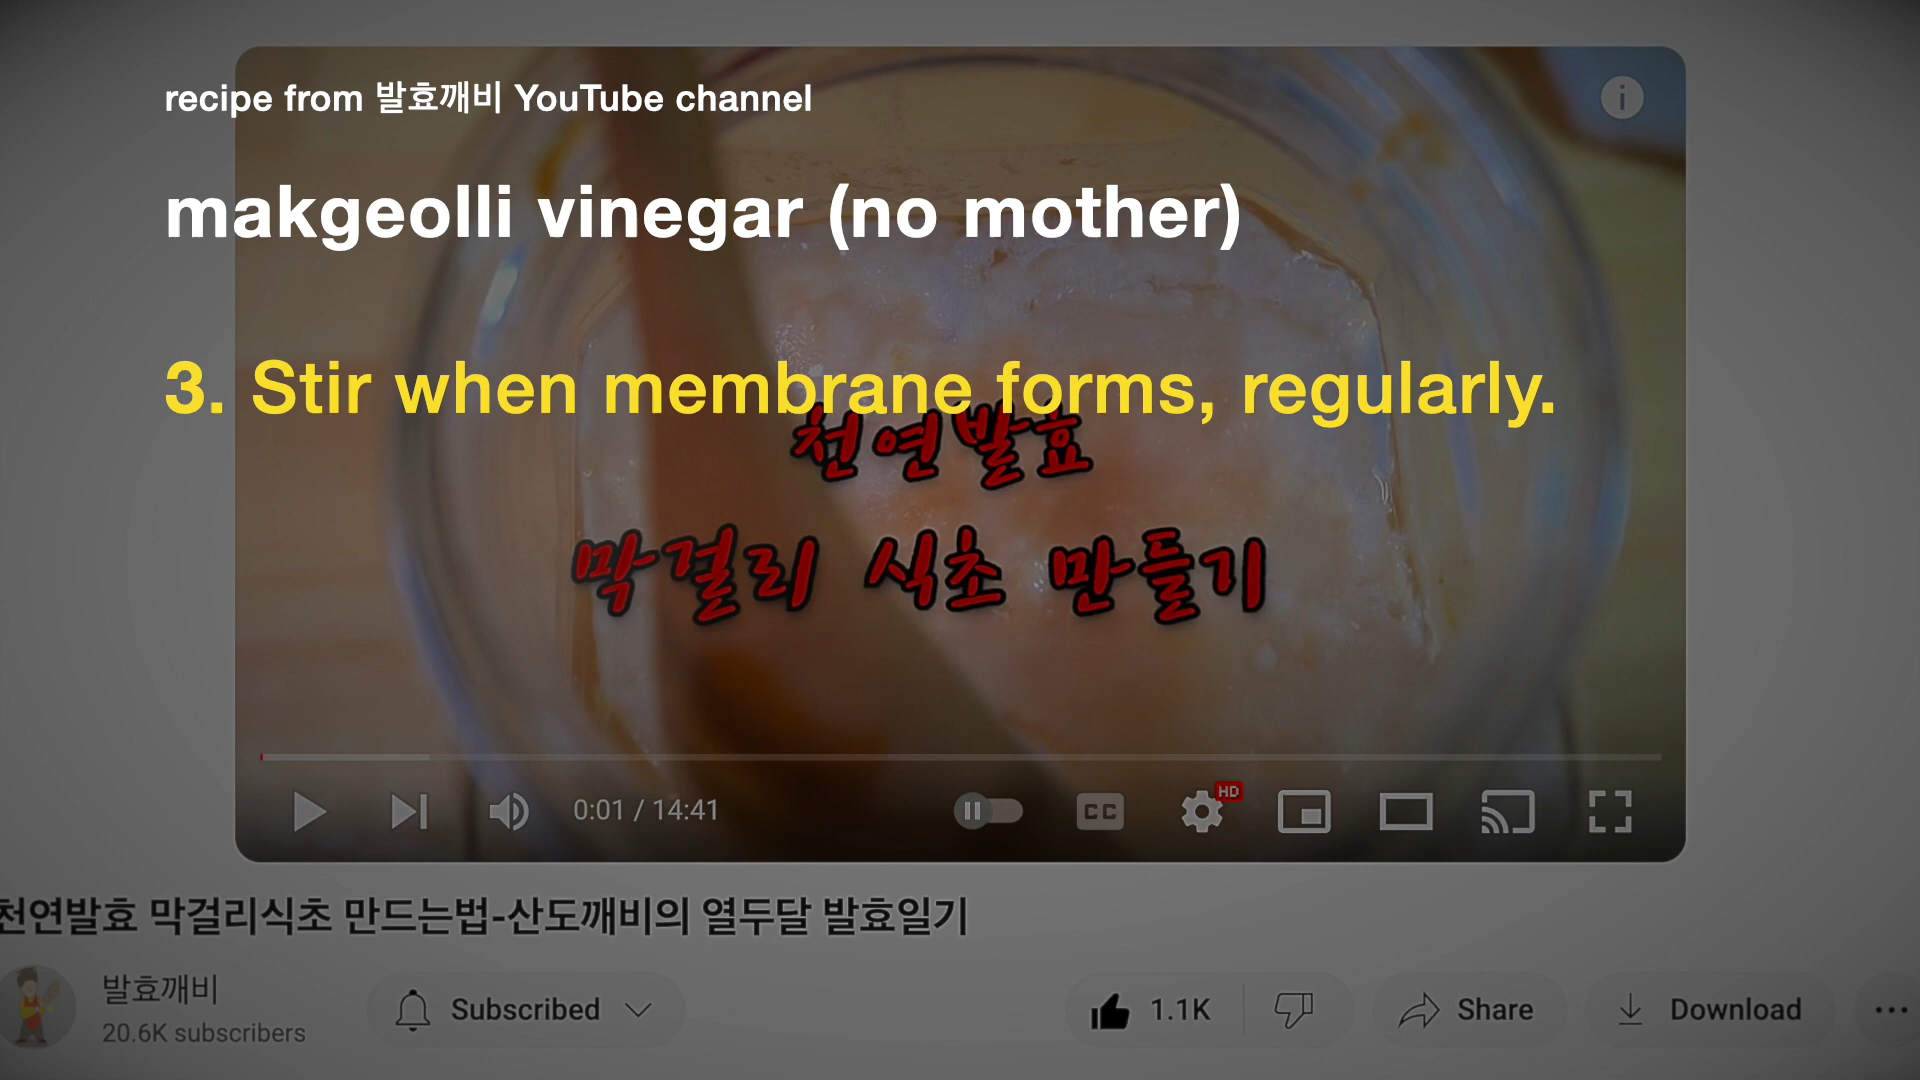 recipe from 발효깨비 YouTube channel
makgeolli vinegar (no mother)
3. Stir when membrane forms, regularly.
천연발효
막걸리 식초 만들기
0:01 / 14:41
CC
HD
천연발효 막걸리식초 만드는법-산도깨비의 열두달 발효일기
발효깨비
20.6K subscribers
Subscribed
1.1K
Share
Download